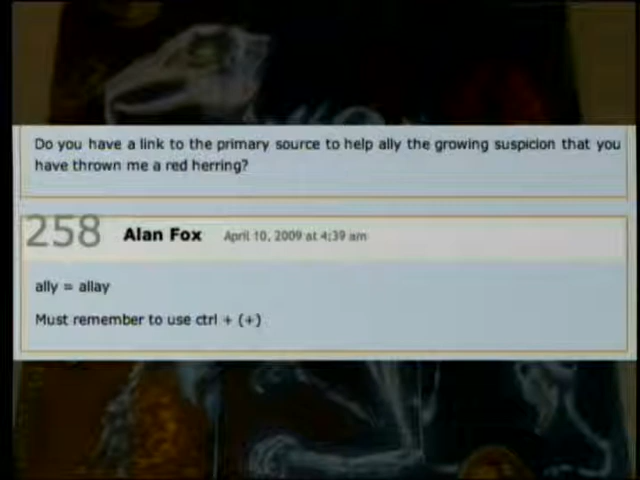 Do you have a link to the primary source to help ally the growing suspicion that you
have thrown me a red herring?
258 Alan Fox April 10, 2009 at 4:39 am
ally = allay
Must remember to use ctrl + (+)